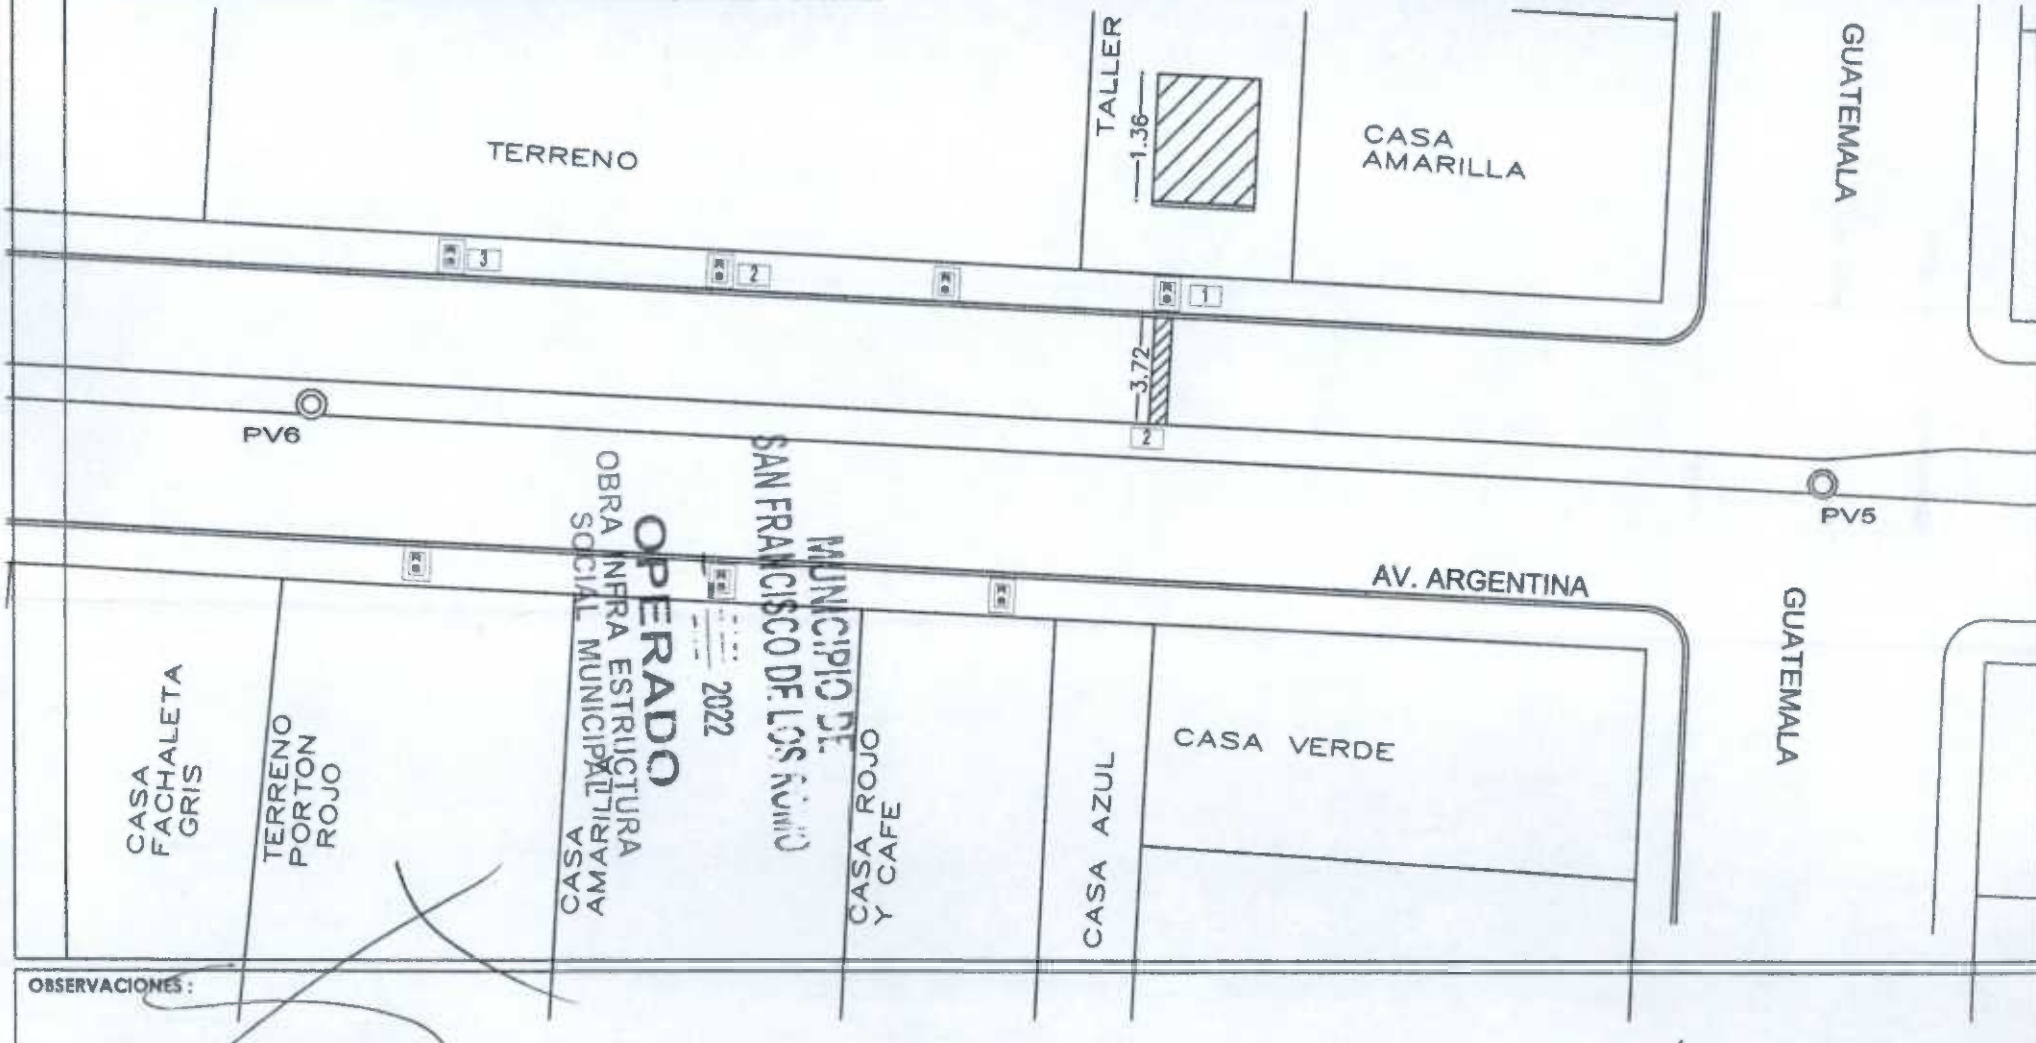 TALLER
1.36
GUATEMALA
TERRENO
CASA
AMARILLA
3
2
1
3.72
2
PV6
PV5
AV. ARGENTINA
GUATEMALA
MUNICIPIO DE
SAN FRANCISCO DE LOS
2022
OPERADO
OBRA INFRA ESTRUCTURA
SOCIAL MUNICIPAL
CASA
FACHALETA
GRIS
TERRENO
PORTON
ROJO
CASA
AMARILLA
CASA ROJO
Y CAFE
CASA AZUL
CASA VERDE
OBSERVACIONES :